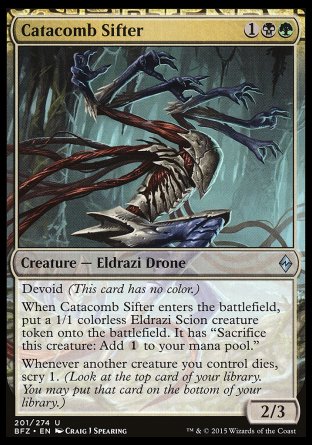 Catacomb Sifter 1
Creature — Eldrazi Drone
Devoid (This card has no color.)
When Catacomb Sifter enters the battlefield,
put a 1/1 colorless Eldrazi Scion creature
token onto the battlefield. It has “Sacrifice
this creature: Add 1 to your mana pool.”
Whenever another creature you control dies,
scry 1. (Look at the top card of your library.
You may put that card on the bottom of your
library.)
2/3
201/274 U
BFZ • EN Craig J Spearing
™ & © 2015 Wizards of the Coast